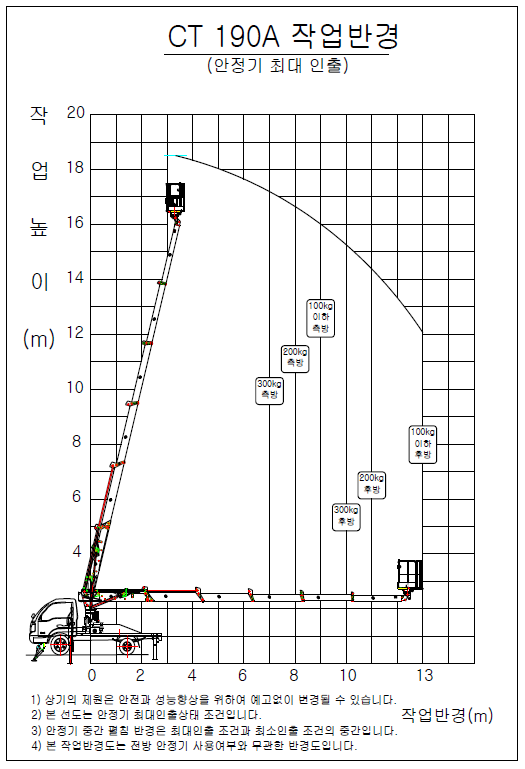 CT 190A 작업반경
(안정기 최대 인출)
작
업
높
이
(m)
20
18
16
14
12
10
8
6
4
100kg
이하
측방
200kg
측방
300kg
측방
100kg
이하
후방
200kg
후방
300kg
후방
0 2 4 6 8 10 11 13
작업반경(m)
1) 상기의 제원은 안전과 성능향상을 위하여 예고없이 변경될 수 있습니다.
2) 본 선도는 안정기 최대인출상태 조건입니다.
3) 안정기 중간 펼침 반경은 최대인출 조건과 최소인출 조건의 중간입니다.
4) 본 작업반경도는 전방 안정기 사용여부와 무관한 반경도입니다.